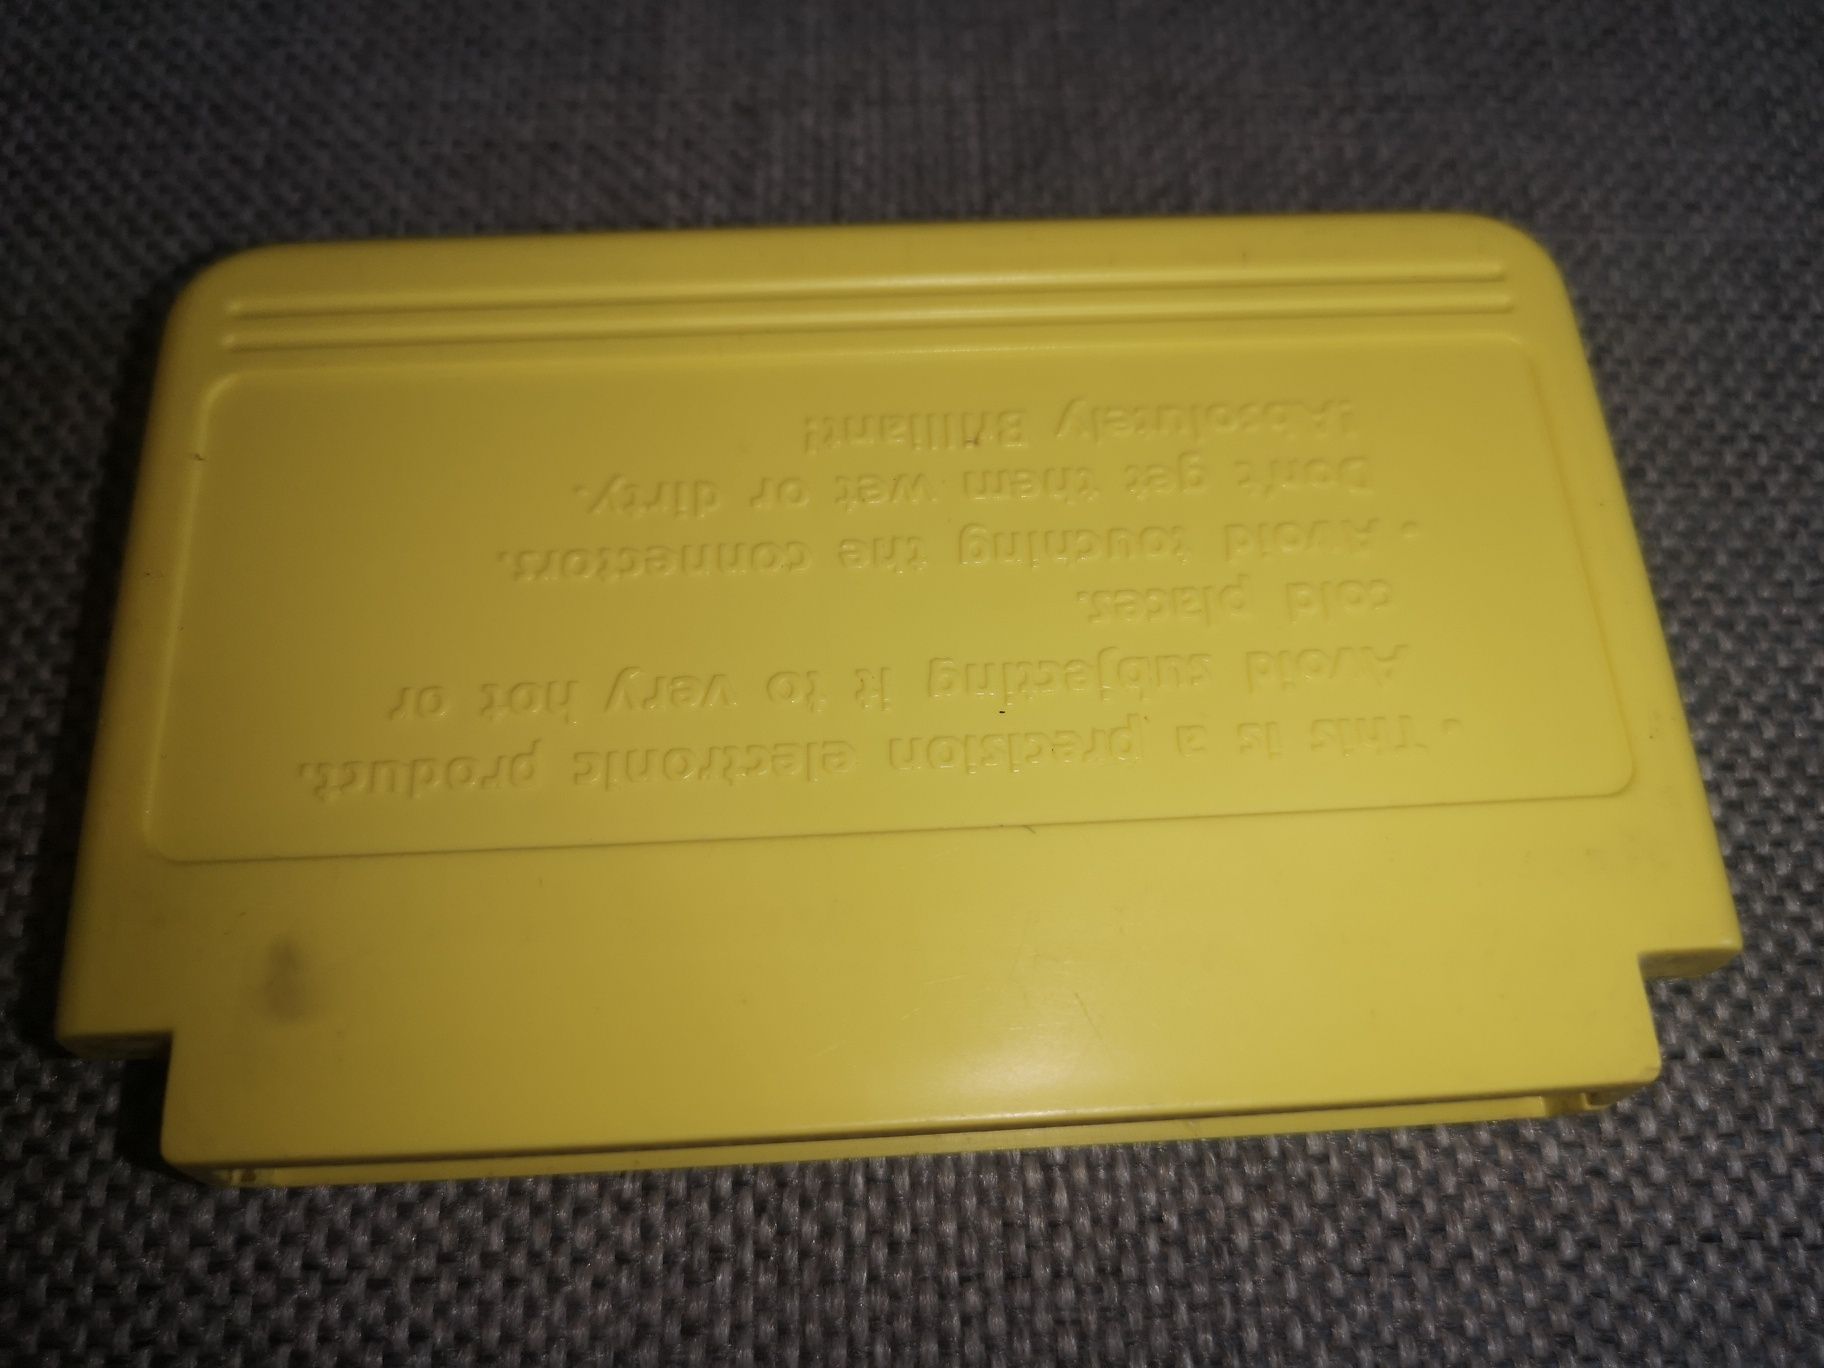 • This is a precision electronic product.
Avoid subjecting it to very hot or
cold places.
• Avoid touching the connectors.
Don't get them wet or dirty.
!Absolutely Brilliant!